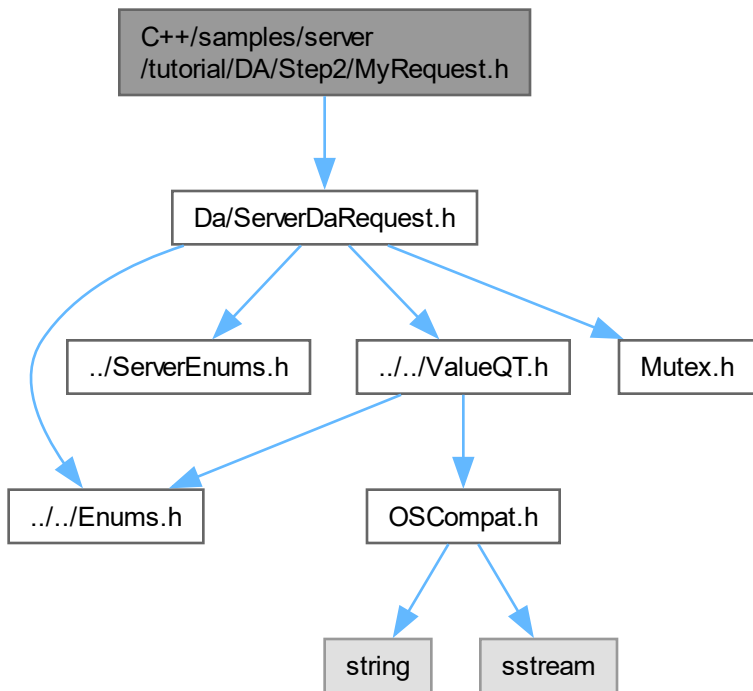 C++/samples/server
/tutorial/DA/Step2/MyRequest.h
Da/ServerDaRequest.h
../ServerEnums.h
../../ValueQT.h
Mutex.h
../../Enums.h
OSCompat.h
string
sstream